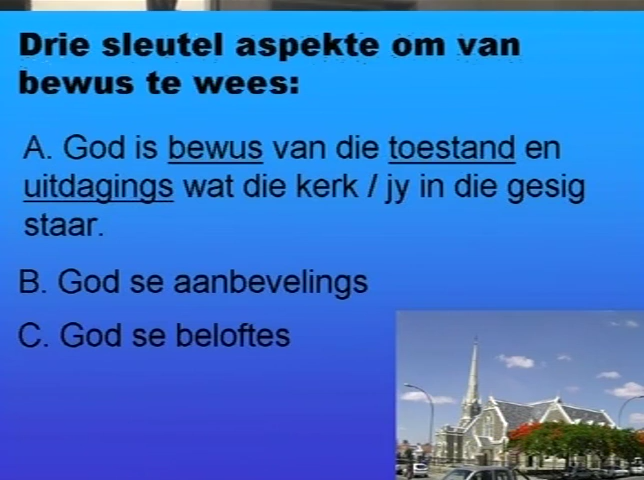 Drie sleutel aspekte om van
bewus te wees:
A. God is bewus van die toestand en
uitdagings wat die kerk / jy in die gesig
staar.
B. God se aanbevelings
C. God se beloftes